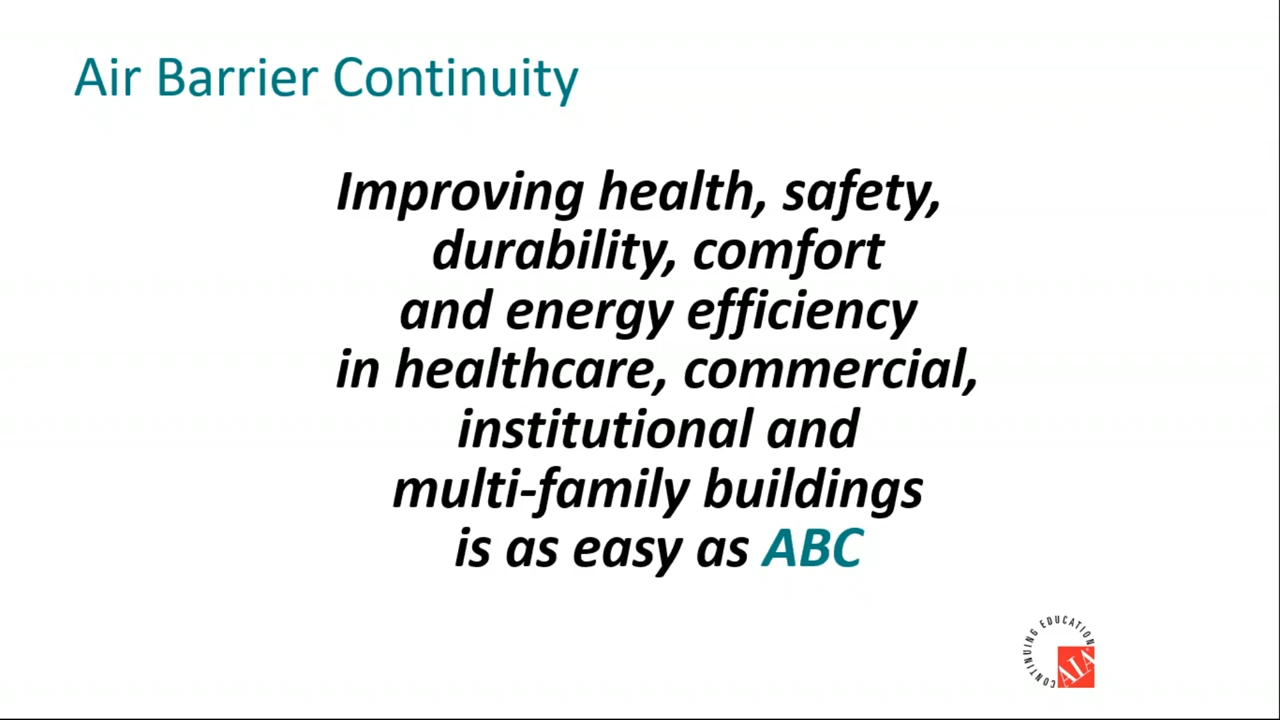 Air Barrier Continuity
Improving health, safety,
durability, comfort
and energy efficiency
in healthcare, commercial,
institutional and
multi-family buildings
is as easy as ABC
CONTINUING EDUCATION
AIA